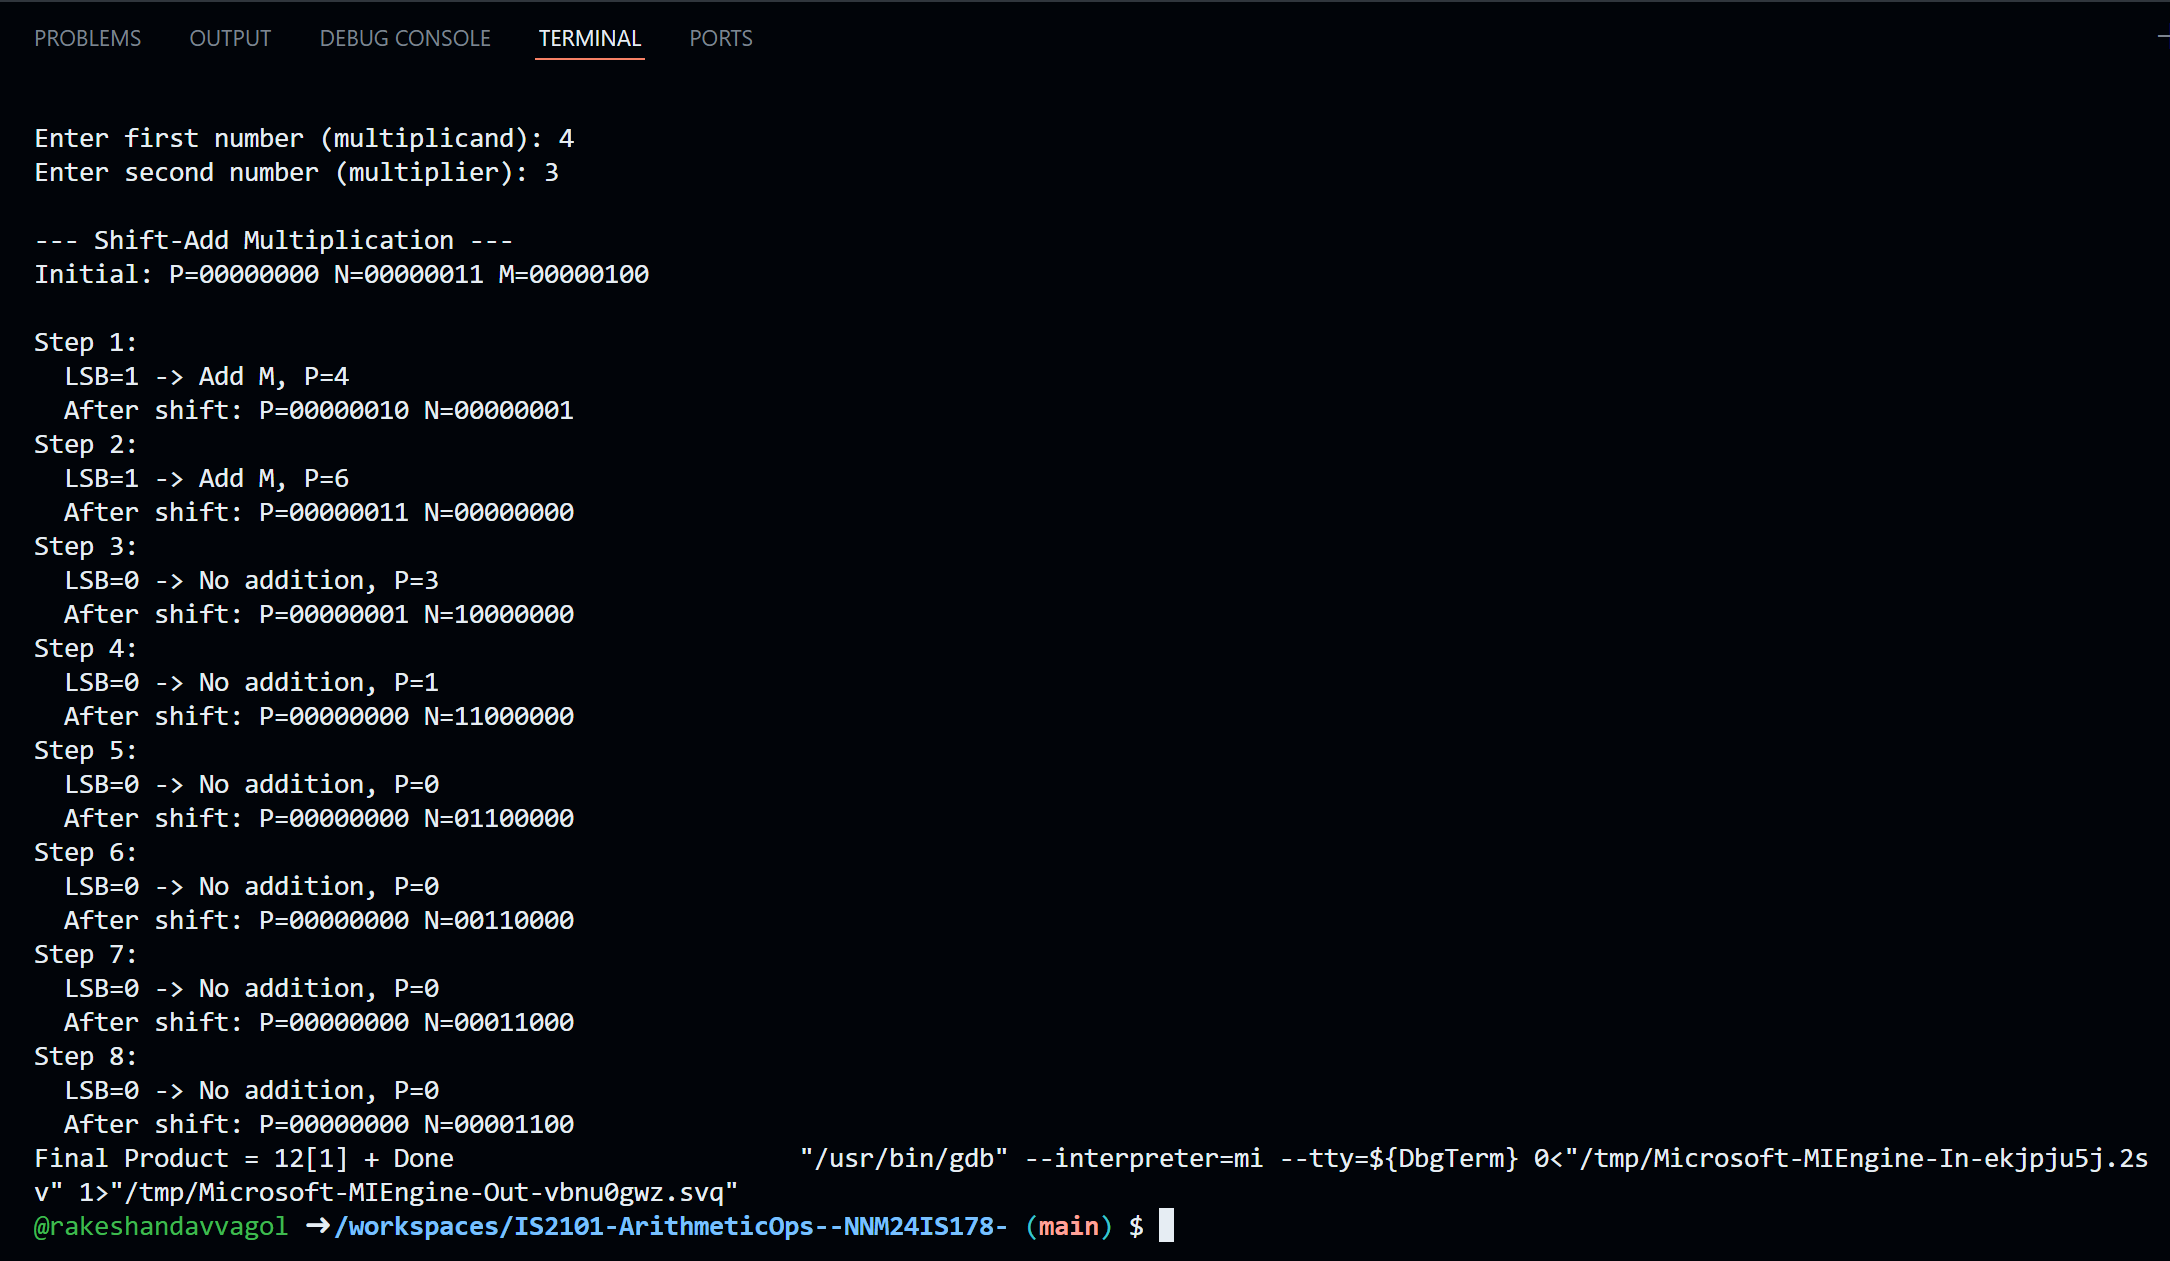 PROBLEMS OUTPUT DEBUG CONSOLE TERMINAL PORTS
Enter first number (multiplicand): 4
Enter second number (multiplier): 3
--- Shift-Add Multiplication ---
Initial: P=00000000 N=00000011 M=00000100
Step 1:
  LSB=1 -> Add M, P=4
  After shift: P=00000010 N=00000001
Step 2:
  LSB=1 -> Add M, P=6
  After shift: P=00000011 N=00000000
Step 3:
  LSB=0 -> No addition, P=3
  After shift: P=00000001 N=10000000
Step 4:
  LSB=0 -> No addition, P=1
  After shift: P=00000000 N=11000000
Step 5:
  LSB=0 -> No addition, P=0
  After shift: P=00000000 N=01100000
Step 6:
  LSB=0 -> No addition, P=0
  After shift: P=00000000 N=00110000
Step 7:
  LSB=0 -> No addition, P=0
  After shift: P=00000000 N=00011000
Step 8:
  LSB=0 -> No addition, P=0
  After shift: P=00000000 N=00001100
Final Product = 12[1] + Done                       "/usr/bin/gdb" --interpreter=mi --tty=${DbgTerm} 0<"/tmp/Microsoft-MIEngine-In-ekjpju5j.2s
v" 1>"/tmp/Microsoft-MIEngine-Out-vbnu0gwz.svq"
@rakeshandavvagol ➜/workspaces/IS2101-ArithmeticOps--NNM24IS178- (main) $